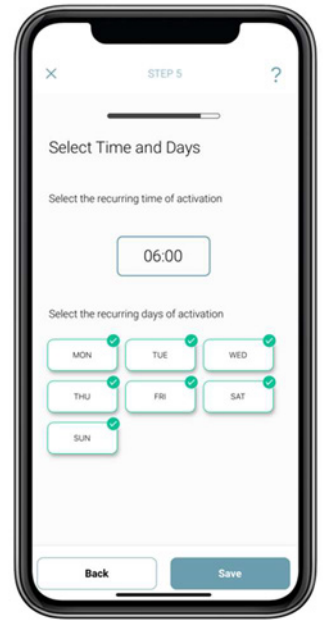 STEP 5
?
Select Time and Days
Select the recurring time of activation
06:00
Select the recurring days of activation
MON TUE WED
THU FRI SAT
SUN
Back Save